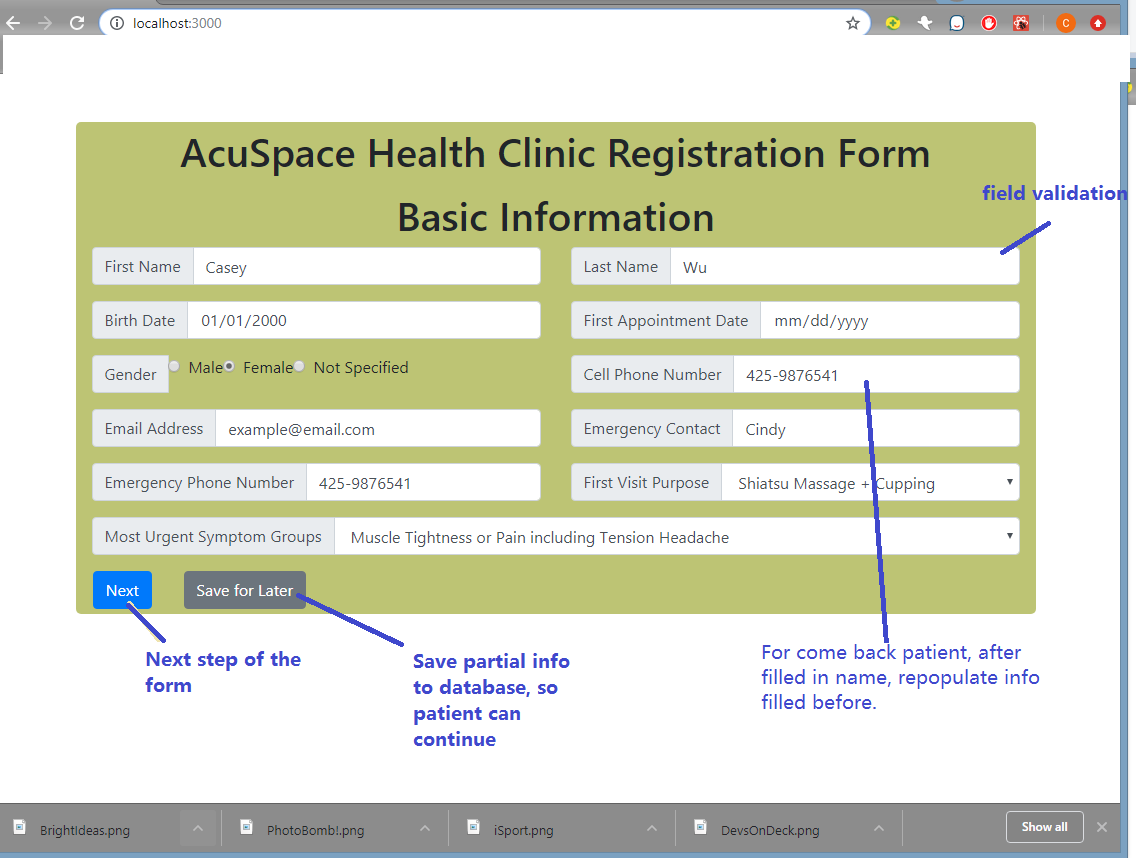 localhost:3000
C
AcuSpace Health Clinic Registration Form
Basic Information
field validation
First Name Casey
Last Name Wu
Birth Date 01/01/2000
First Appointment Date mm/dd/yyyy
Gender Male Female Not Specified
Cell Phone Number 425-9876541
Email Address example@email.com
Emergency Contact Cindy
Emergency Phone Number 425-9876541
First Visit Purpose Shiatsu Massage + Cupping
Most Urgent Symptom Groups Muscle Tightness or Pain including Tension Headache
Next Save for Later
Next step of the
form
Save partial info
to database, so
patient can
continue
For come back patient, after
filled in name, repopulate info
filled before.
BrightIdeas.png
PhotoBomb!.png
iSport.png
DevsOnDeck.png
Show all